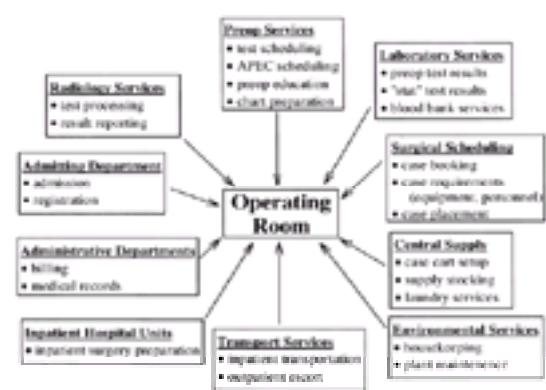 Preop Services
• test scheduling
• APEC scheduling
• preop education
• chart preparation
Laboratory Services
• preop test results
• "stat" test results
• blood bank services
Radiology Services
• test processing
• result reporting
Surgical Scheduling
• case booking
• case requirements
(equipment, personnel)
• case placement
Admitting Department
• admission
• registration
Operating
Room
Administrative Departments
• billing
• medical records
Central Supply
• case cart setup
• supply stocking
• laundry services
Inpatient Hospital Units
• inpatient surgery preparation
Transport Services
• inpatient transportation
• outpatient escort
Environmental Services
• housekeeping
• plant maintenence